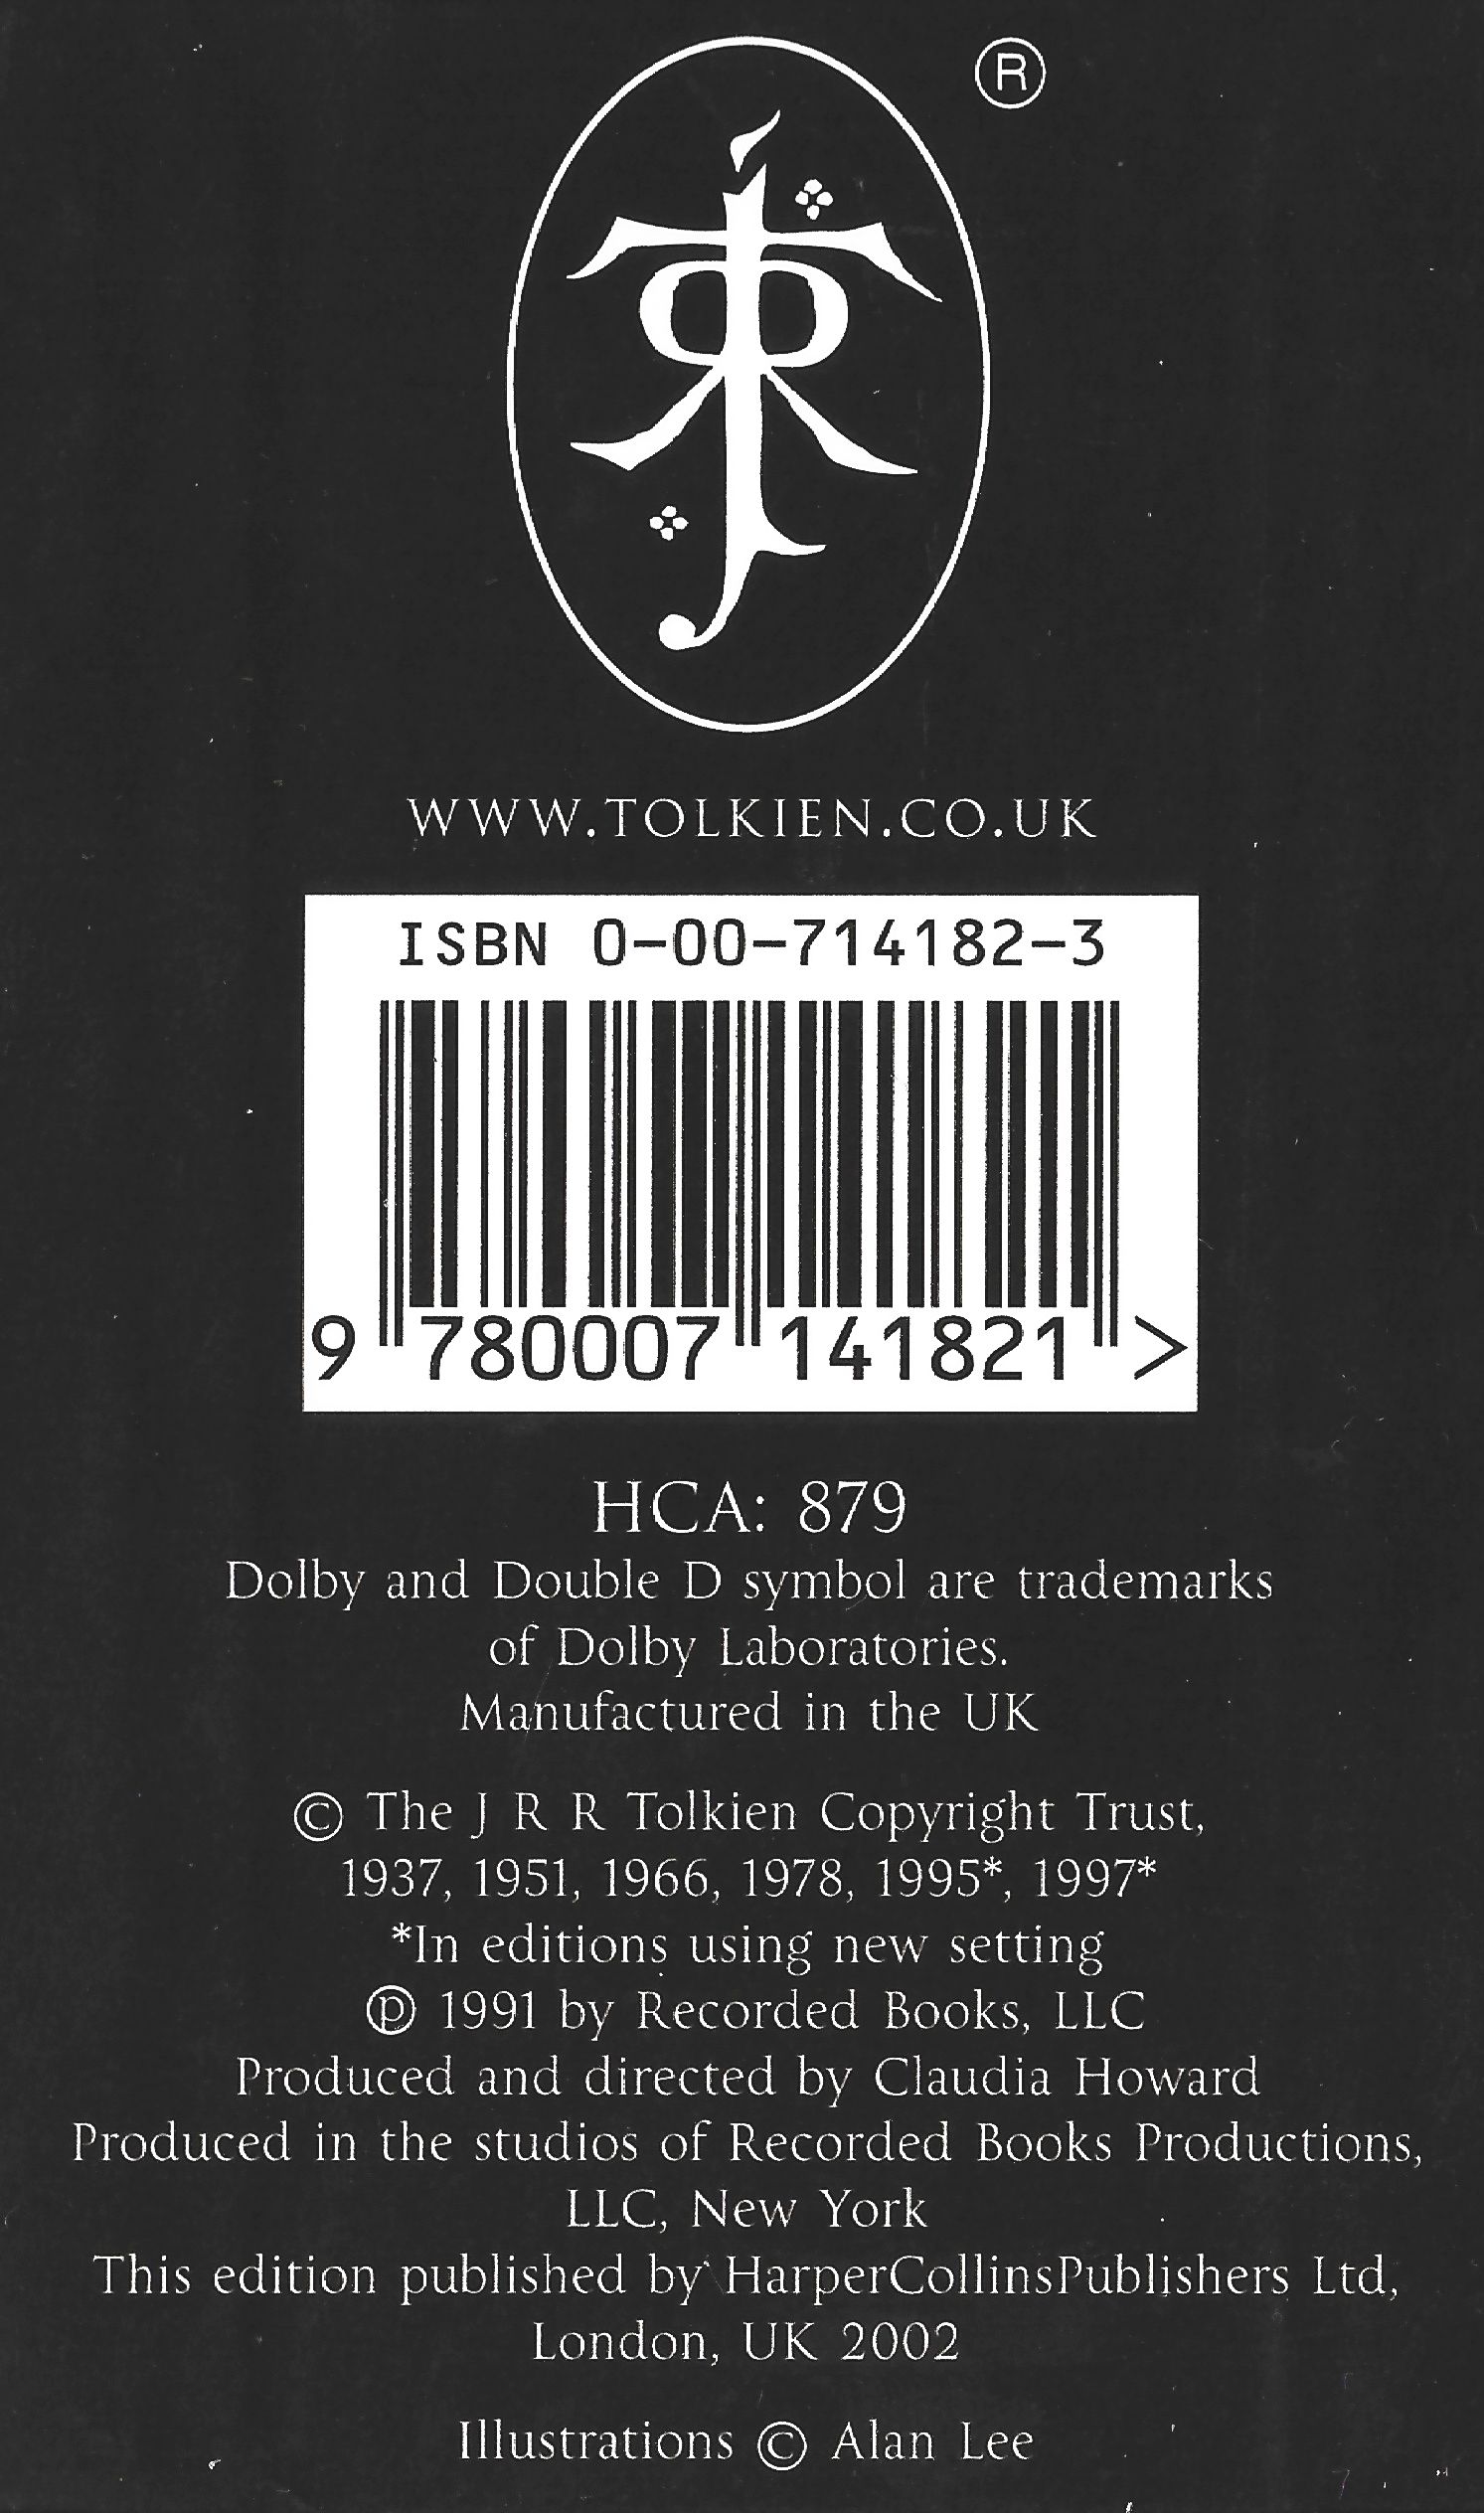 ®
WWW.TOLKIEN.CO.UK
ISBN 0-00-714182-3
9 780007 141821 >
HCA: 879
Dolby and Double D symbol are trademarks
of Dolby Laboratories.
Manufactured in the UK
© The J R R Tolkien Copyright Trust,
1937, 1951, 1966, 1978, 1995*, 1997*
*In editions using new setting
℗ 1991 by Recorded Books, LLC
Produced and directed by Claudia Howard
Produced in the studios of Recorded Books Productions,
LLC, New York
This edition published by HarperCollinsPublishers Ltd,
London, UK 2002
Illustrations © Alan Lee